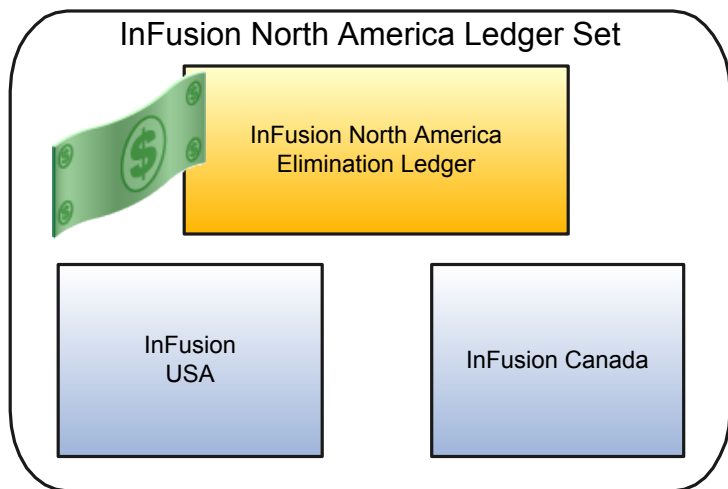 InFusion North America Ledger Set
$
InFusion North America
Elimination Ledger
InFusion
USA
InFusion Canada